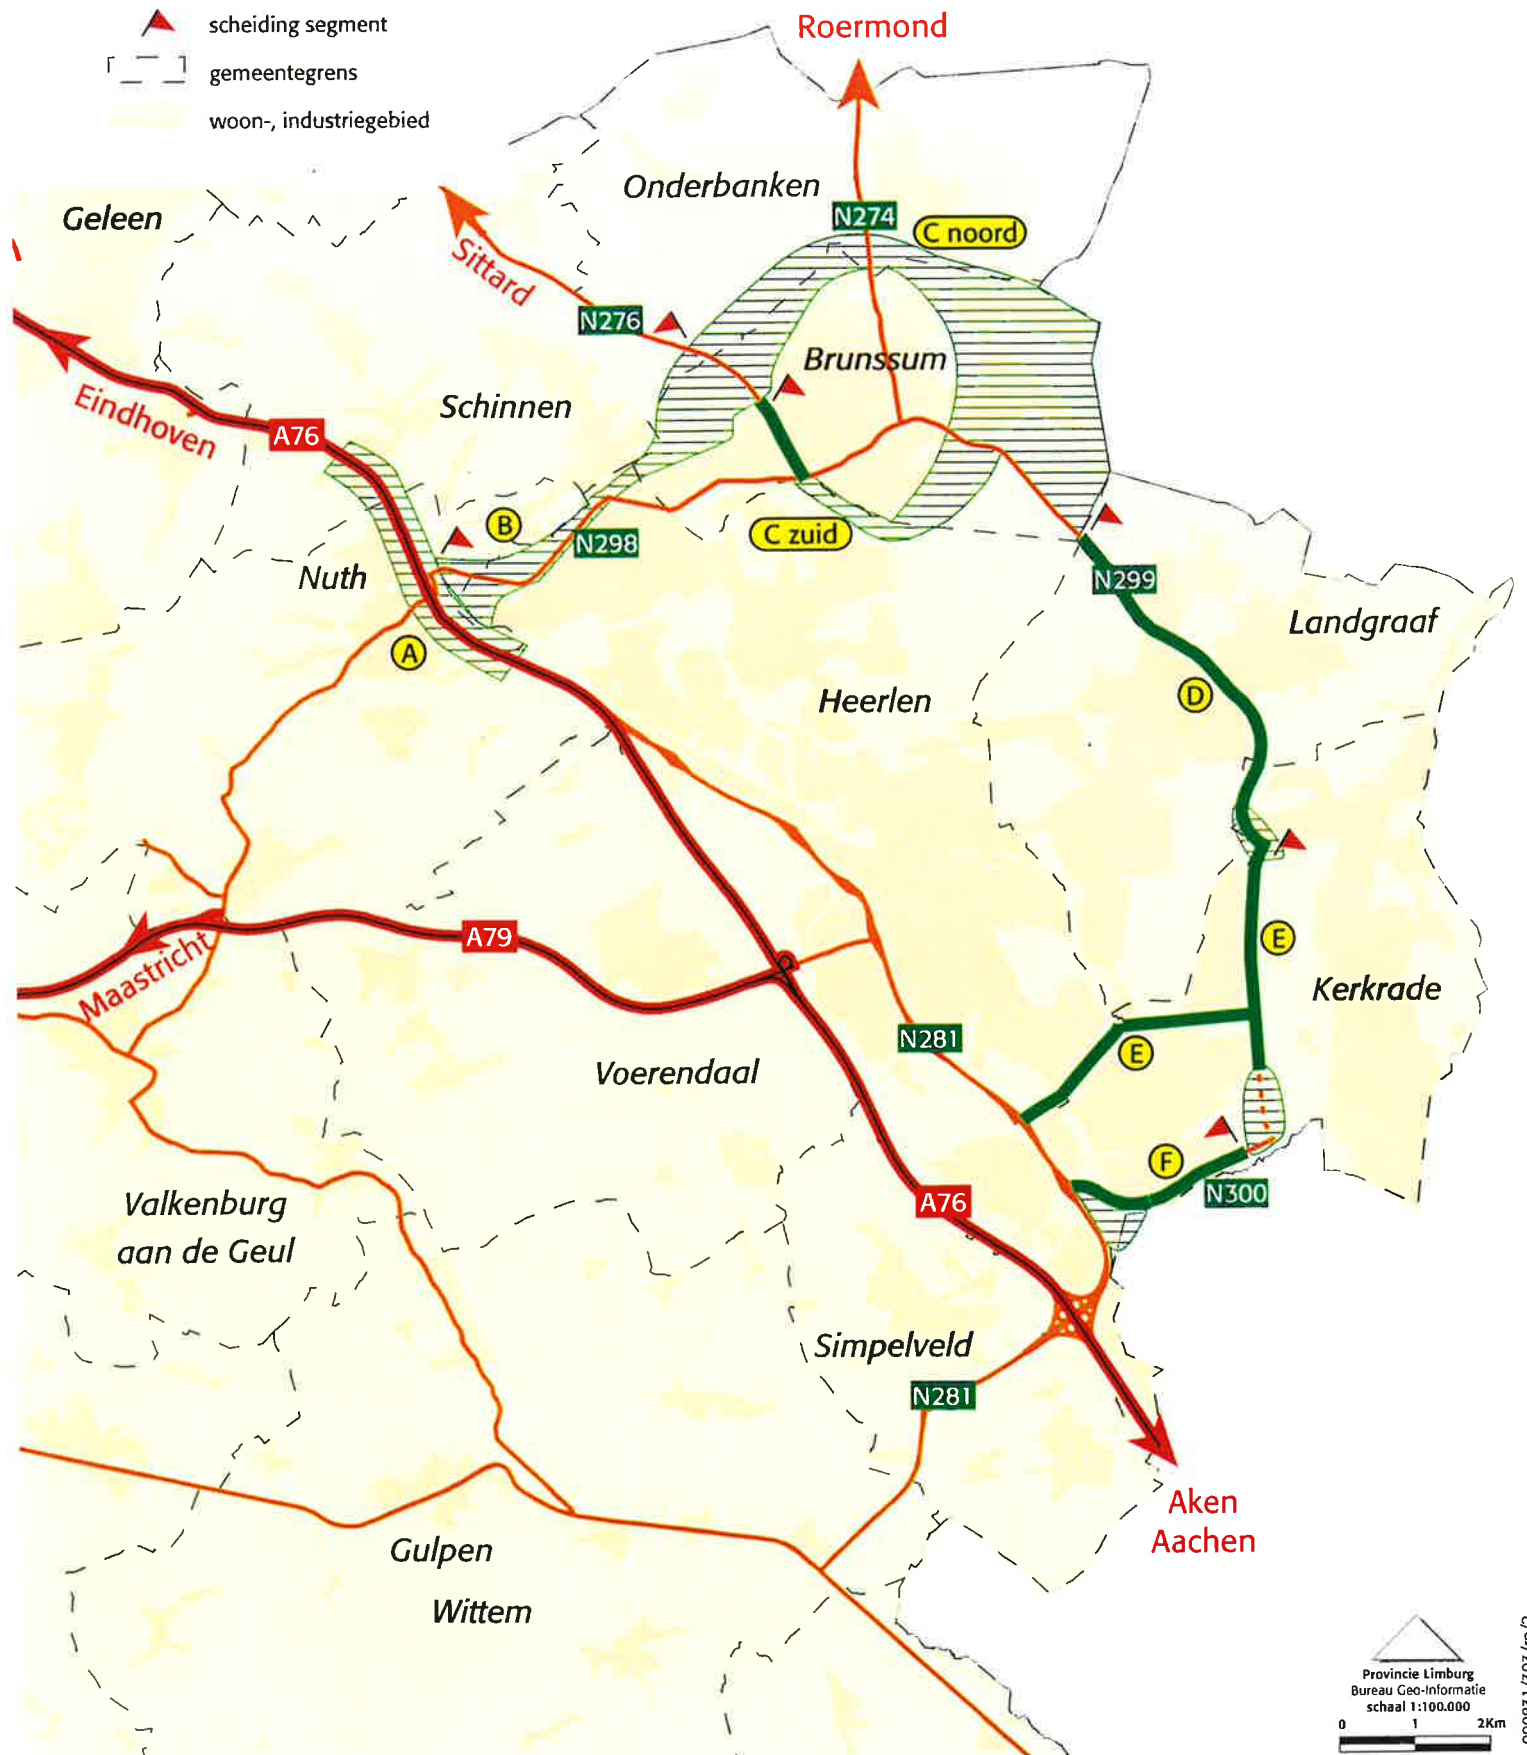 scheiding segment
gemeentegrens
woon-, industriegebied
Roermond
Onderbanken
Geleen
N274
C noord
Sittard
N276
Brunssum
Schinnen
Eindhoven
A76
B
N298
C zuid
Nuth
N299
Landgraaf
A
D
Heerlen
A79
E
Maastricht
Kerkrade
N281
E
Voerendaal
F
N300
A76
Valkenburg
aan de Geul
Simpelveld
N281
Aken
Aachen
Gulpen
Wittem
Provincie Limburg
Bureau Geo-Informatie
schaal 1:100.000
0 1 2Km